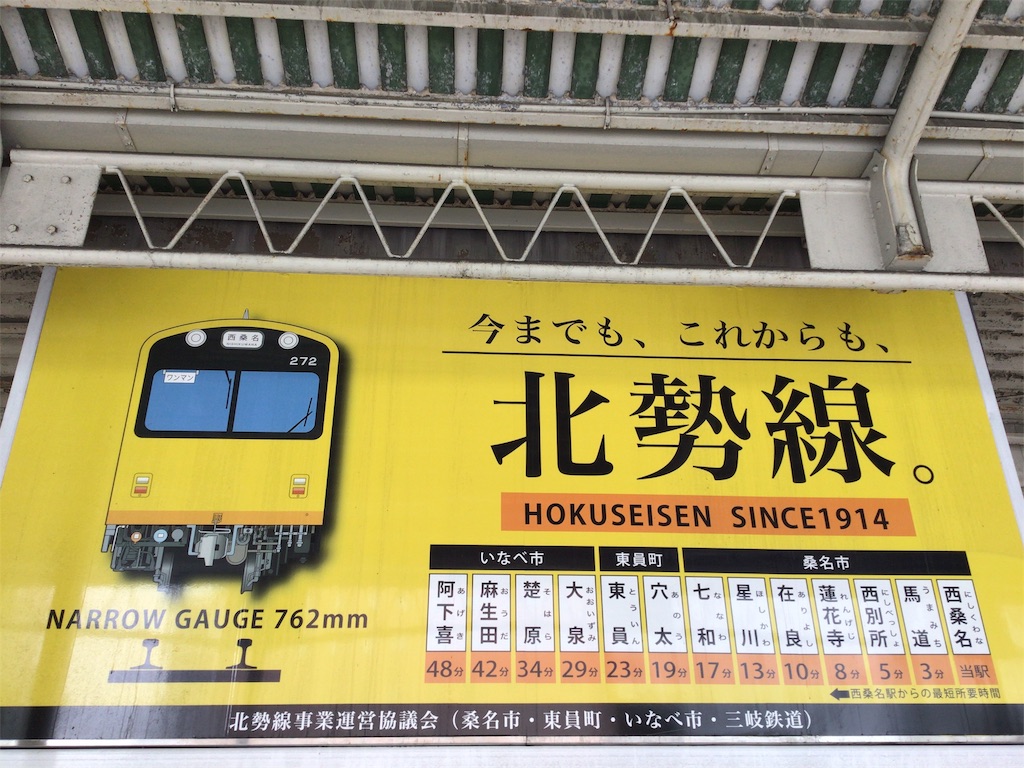 今までも、これからも、
北勢線。
HOKUSEISEN SINCE1914
西桑名
272
ワンマン
NARROW GAUGE 762mm
いなべ市 東員町 桑名市
阿下喜 麻生田 楚原 大泉 東員 穴太 七和 星川 在良 蓮花寺 西別所 馬道 西桑名
あげき おうだ そはら おおいずみ とういん あのう ななわ ほしかわ ありよし れんげじ にしべっしょ うまみち にしくわな
48分 42分 34分 29分 23分 19分 17分 13分 10分 8分 5分 3分 当駅
西桑名駅からの最短所要時間
北勢線事業運営協議会（桑名市・東員町・いなべ市・三岐鉄道）